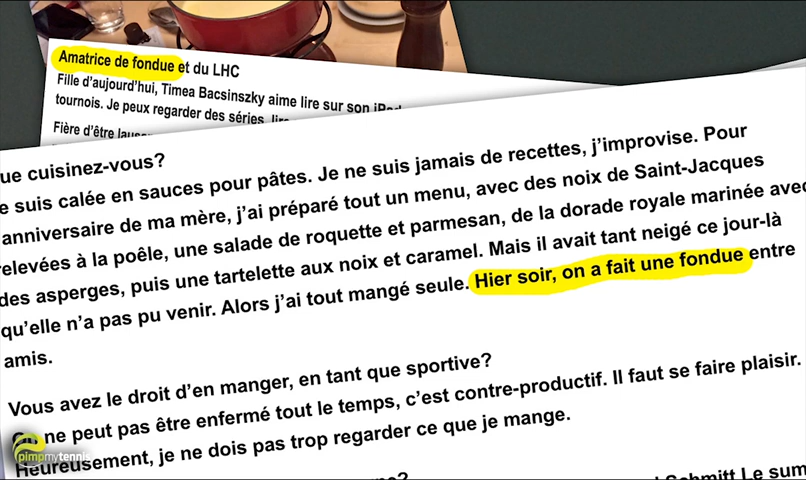 Amatrice de fondue et du LHC
Fille d'aujourd'hui, Timea Bacsinszky aime lire sur son
tournois. Je peux regarder des séries,
Fière d'être
ue cuisinez-vous?
e suis calée en sauces pour pâtes. Je ne suis jamais de recettes, j'improvise. Pour
anniversaire de ma mère, j'ai préparé tout un menu, avec des noix de Saint-Jacques
relevées à la poêle, une salade de roquette et parmesan, de la dorade royale marinée avec
des asperges, puis une tartelette aux noix et caramel. Mais il avait tant neigé ce jour-là
qu'elle n'a pas pu venir. Alors j'ai tout mangé seule. Hier soir, on a fait une fondue entre
amis.
Vous avez le droit d'en manger, en tant que sportive?
ne peut pas être enfermé tout le temps, c'est contre-productif. Il faut se faire plaisir.
Heureusement, je ne dois pas trop regarder ce que je mange.
Schmitt Le sum
pimpmytennis